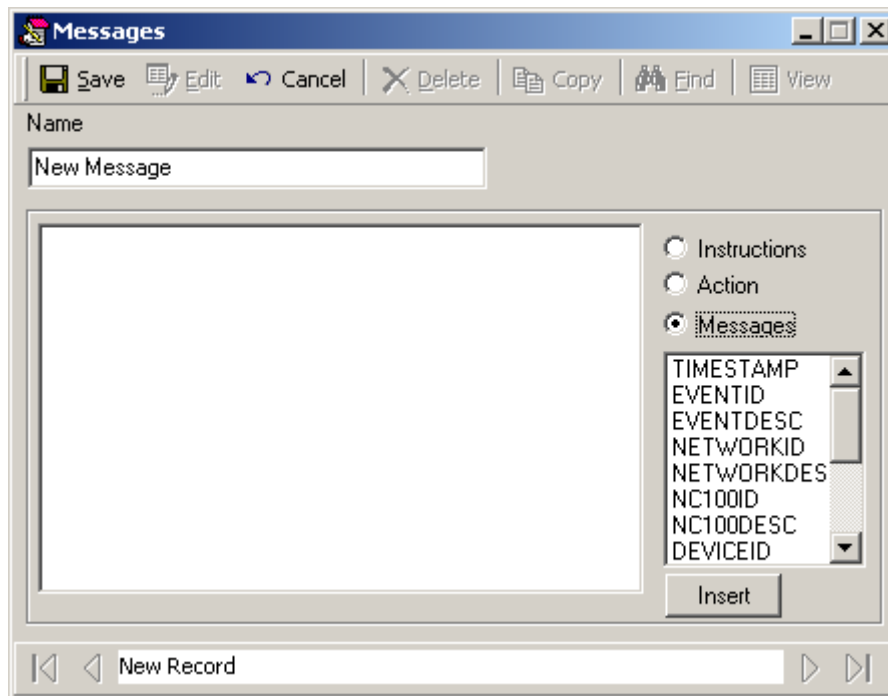 Messages
Save Edit Cancel Delete Copy Find View
Name
New Message
Instructions
Action
Messages
TIMESTAMP
EVENTID
EVENTDESC
NETWORKID
NETWORKDES
NC100ID
NC100DESC
DEVICEID
Insert
New Record